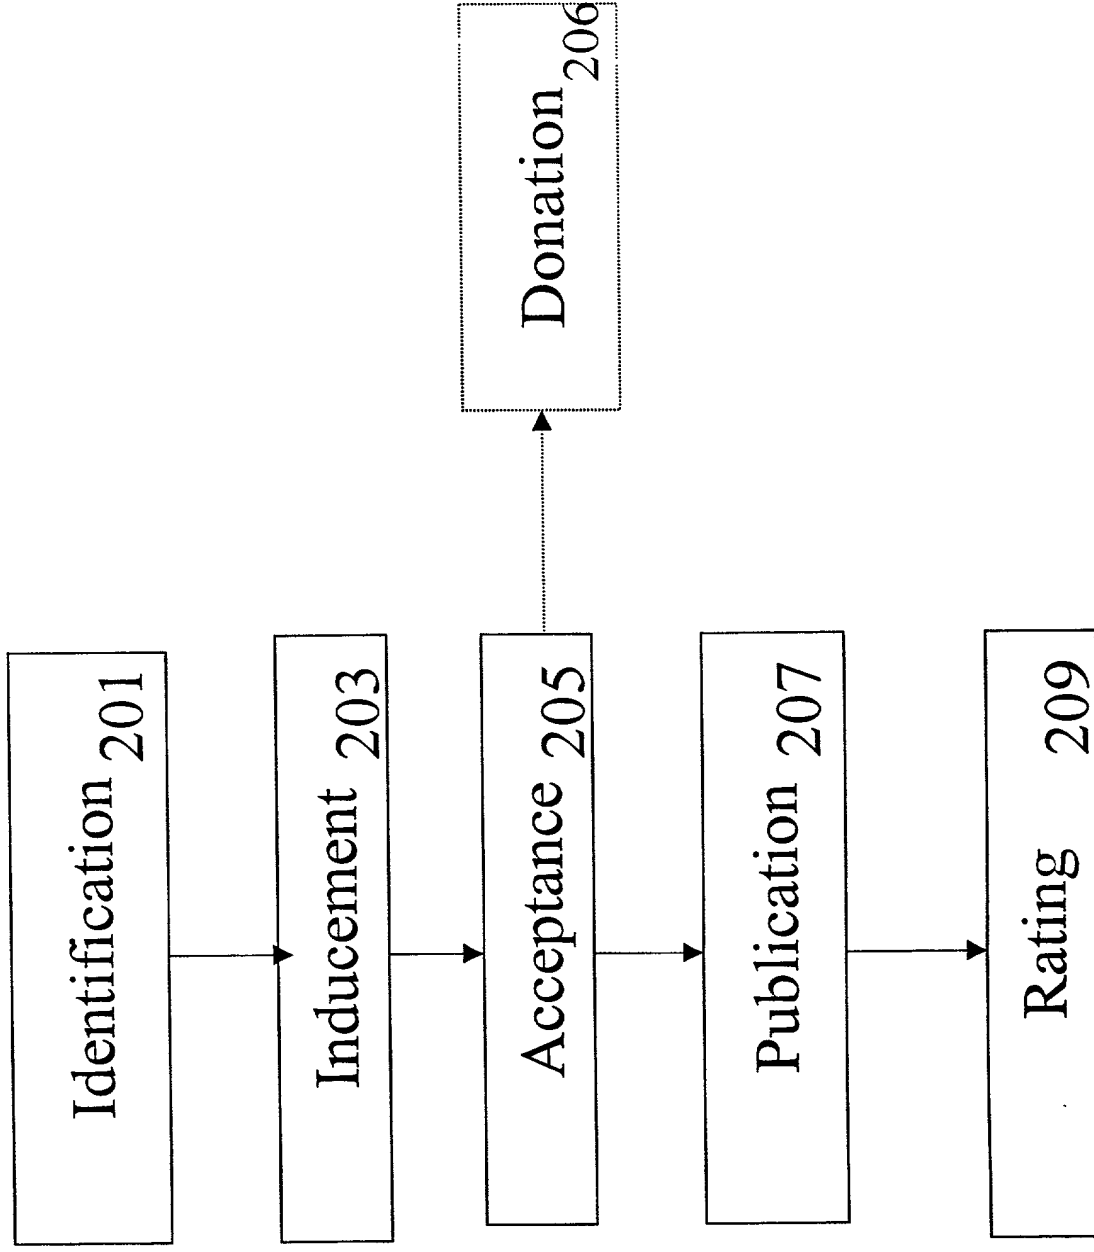 Identification 201
Inducement 203
Acceptance 205
Donation 206
Publication 207
Rating 209